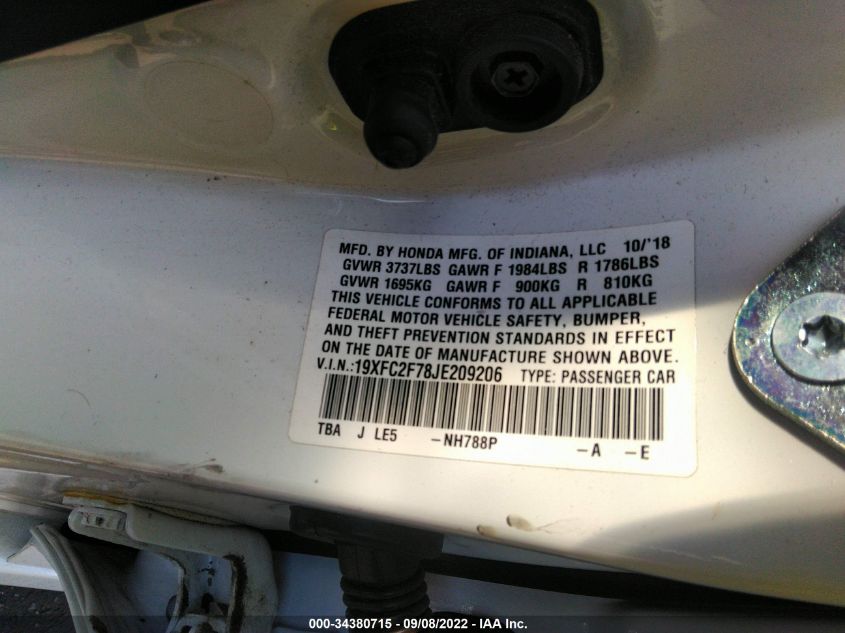 MFD. BY HONDA MFG. OF INDIANA, LLC 10/'18
GVWR 3737LBS GAWR F 1984LBS R 1786LBS
GVWR 1695KG GAWR F 900KG R 810KG
THIS VEHICLE CONFORMS TO ALL APPLICABLE
FEDERAL MOTOR VEHICLE SAFETY, BUMPER,
AND THEFT PREVENTION STANDARDS IN EFFECT
ON THE DATE OF MANUFACTURE SHOWN ABOVE.
V.I.N.:19XFC2F78JE209206 TYPE: PASSENGER CAR
TBA J LE5 -NH788P -A -E
000-34380715 - 09/08/2022 - IAA Inc.